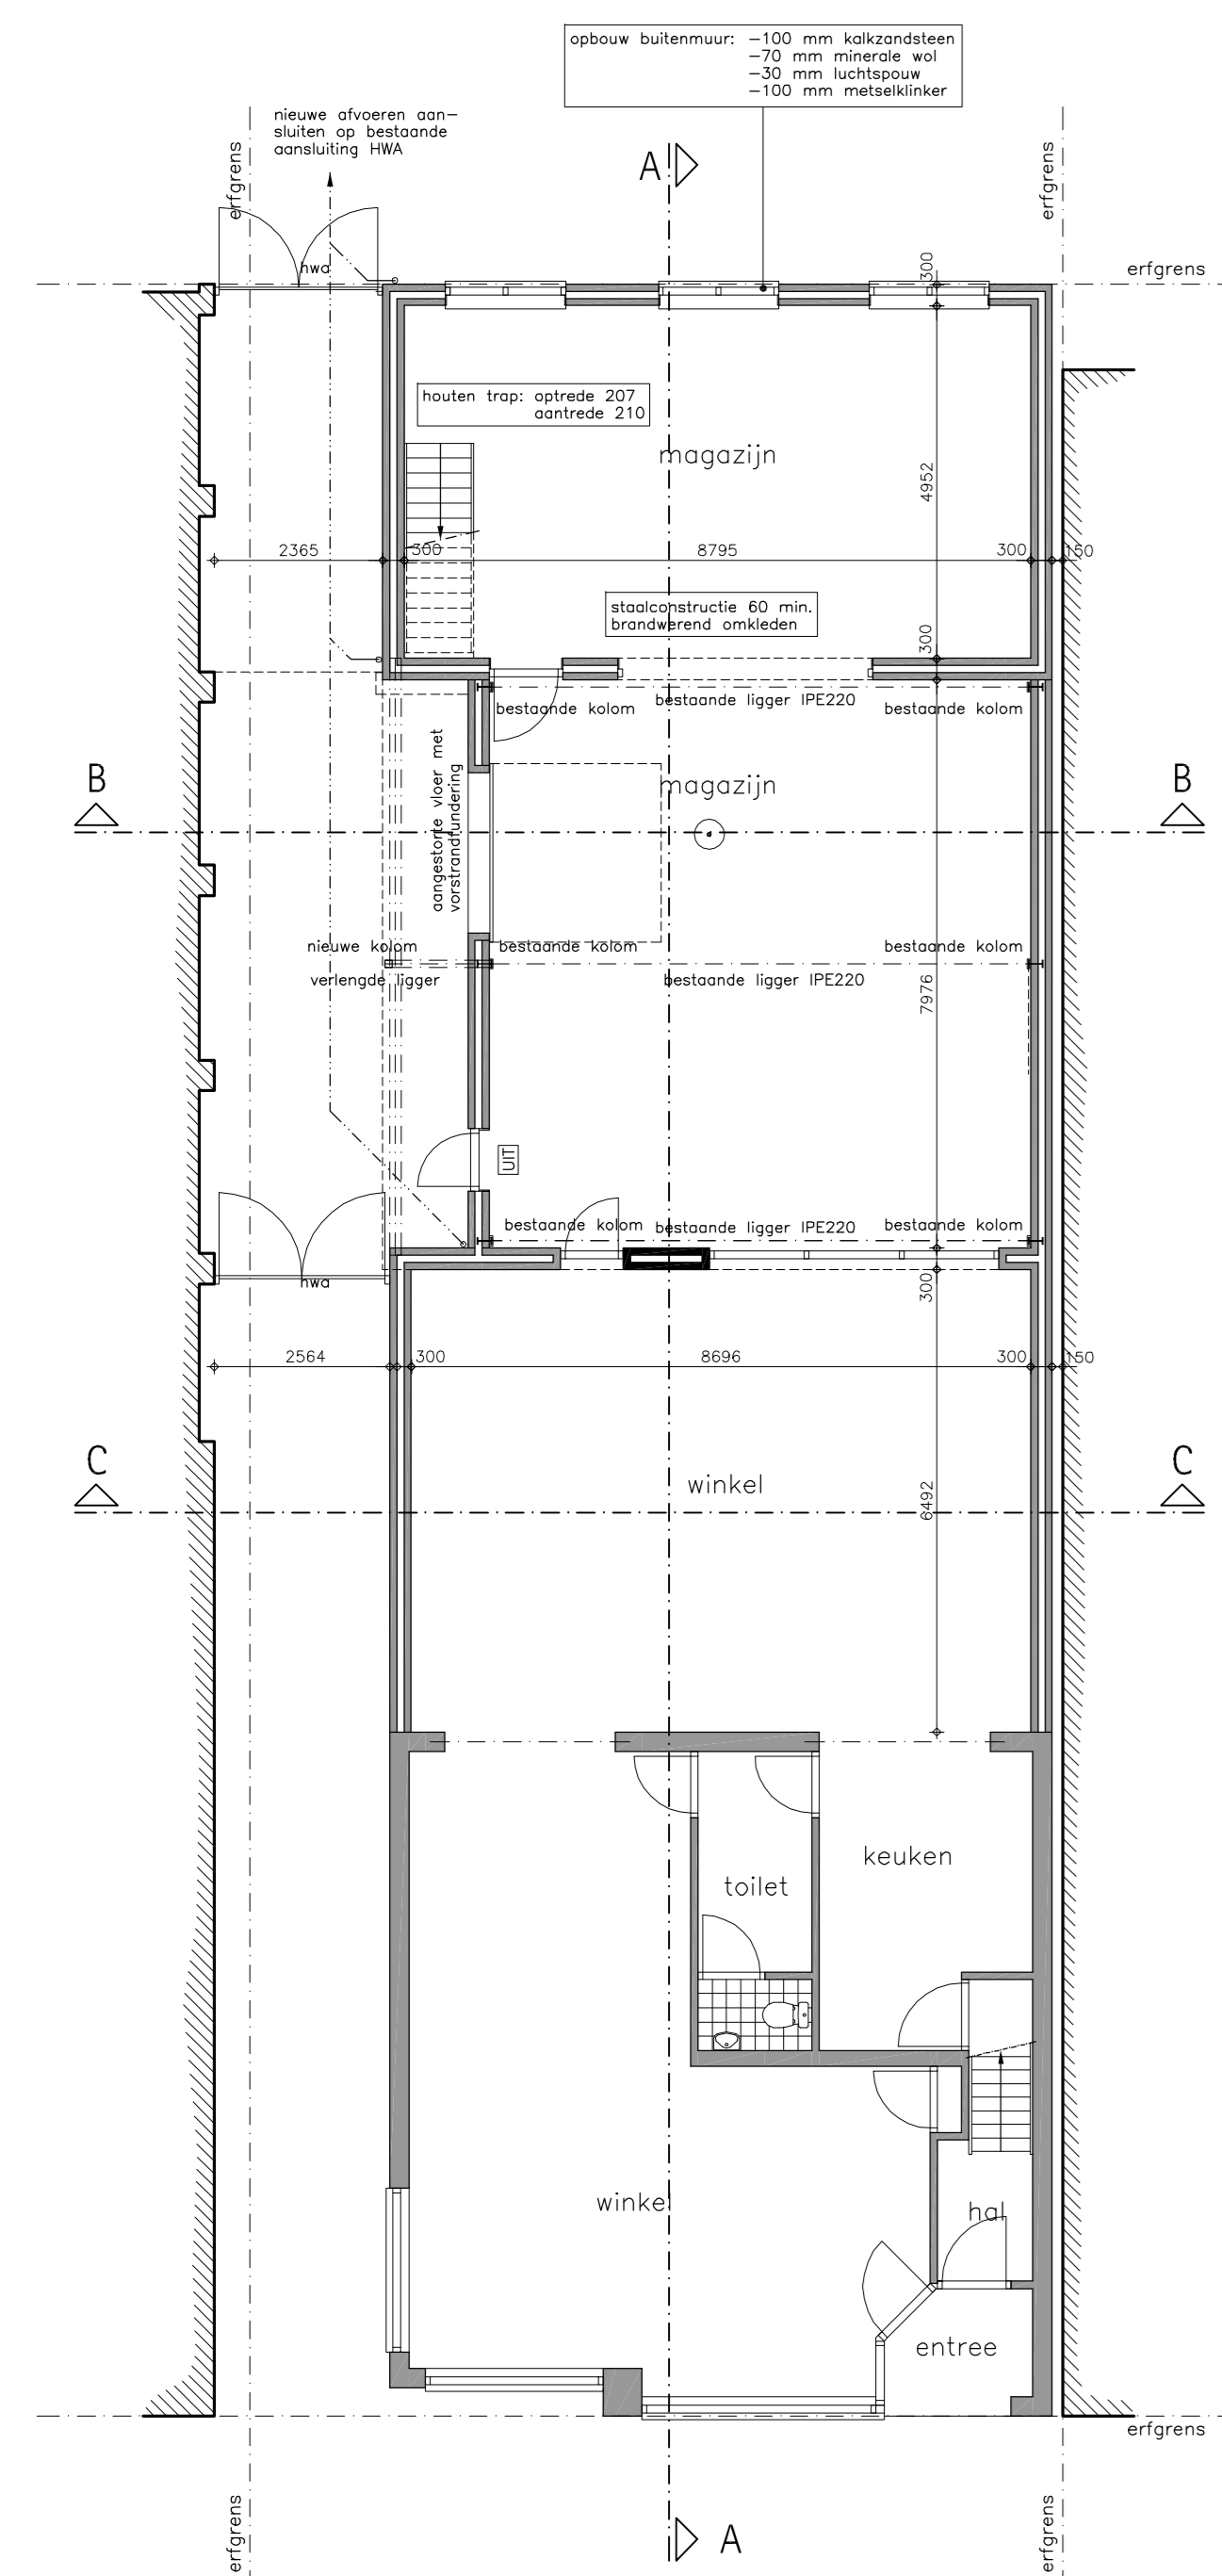 opbouw buitenmuur: -100 mm kalkzandsteen
-70 mm minerale wol
-30 mm luchtspouw
-100 mm metselklinker
nieuwe afvoeren aan-
sluiten op bestaande
aansluiting HWA
erfgrens
erfgrens
A
hwa
erfgrens
300
houten trap: optrede 207
aantrede 210
magazijn
4952
2365
300
8795
300
150
staalconstructie 60 min.
brandwerend omkleden
300
bestaande kolom
bestaande ligger IPE220
bestaande kolom
aangestorte vloer met
vorstrandfundering
B
magazijn
B
nieuwe kolom
bestaande kolom
bestaande kolom
verlengde ligger
bestaande ligger IPE220
7976
UIT
bestaande kolom
bestaande ligger IPE220
bestaande kolom
hwa
300
2564
300
8696
300
150
C
winkel
C
6492
keuken
toilet
winkel
hal
entree
erfgrens
erfgrens
erfgrens
A